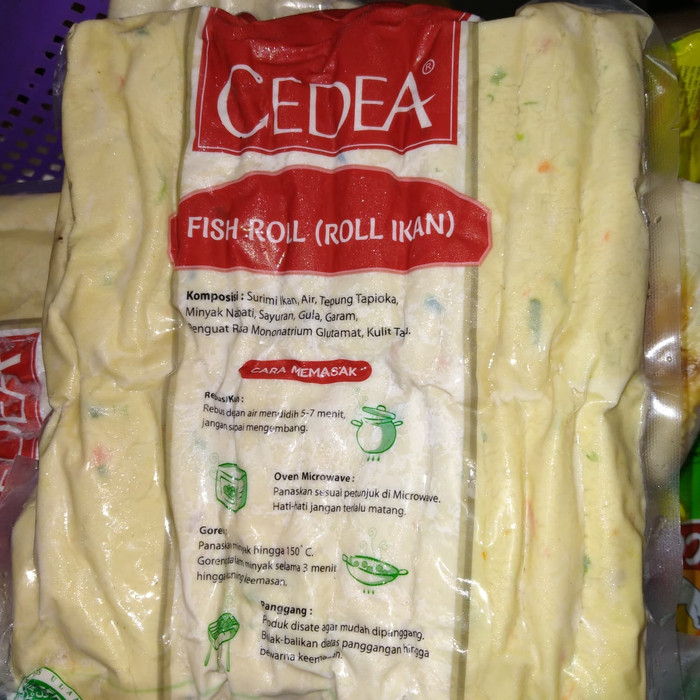 CEDEA®
FISH ROLL (ROLL IKAN)
Komposisi : Surimi Ikan, Air, Tepung Tapioka,
Minyak Nabati, Sayuran, Gula, Garam,
Penguat Rasa Mononatrium Glutamat, Kulit Tahu.
CARA MEMASAK
Rebus/Kuah :
Rebus dengan air mendidih 5-7 menit,
jangan sampai mengembang.
Oven Microwave :
Panaskan sesuai petunjuk di Microwave.
Hati-hati jangan terlalu matang.
Goreng
Panaskan minyak hingga 150° C.
Goreng dalam minyak selama 3 menit
hingga kuning keemasan.
Panggang :
Produk disate agar mudah dipanggang.
Bolak-balikan diatas panggangan hingga
berwarna keemasan.